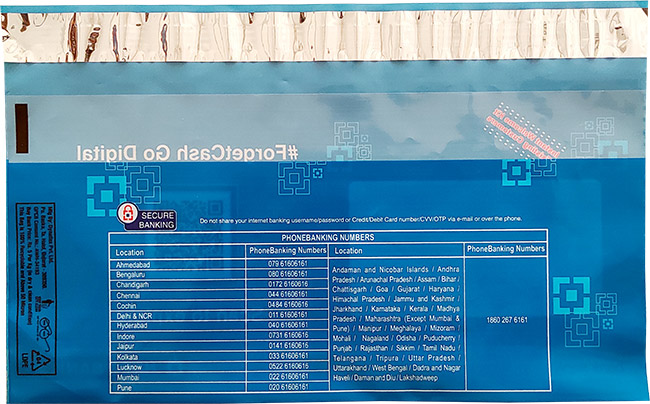 #ForgetCash Go Digital
Instant Welcome Kit
SECURE
BANKING
Do not share your internet banking username/password or Credit/Debit Card number/CVV/OTP via e-mail or over the phone.
PHONEBANKING NUMBERS
Location PhoneBanking Numbers Location PhoneBanking Numbers
Ahmedabad 079 61606161
Bengaluru 080 61606161
Chandigarh 0172 6160616
Chennai 044 61606161
Cochin 0484 6160616
Delhi & NCR 011 61606161
Hyderabad 040 61606161
Indore 0731 6160616
Jaipur 0141 6160616
Kolkata 033 61606161
Lucknow 0522 6160616
Mumbai 022 61606161
Pune 020 61606161
Andaman and Nicobar Islands / Andhra
Pradesh / Arunachal Pradesh / Assam / Bihar /
Chattisgarh / Goa / Gujarat / Haryana /
Himachal Pradesh / Jammu and Kashmir /
Jharkhand / Karnataka / Kerala / Madhya
Pradesh / Maharashtra (Except Mumbai &
Pune) / Manipur / Meghalaya / Mizoram /
Mohali / Nagaland / Odisha / Puducherry /
Punjab / Rajasthan / Sikkim / Tamil Nadu /
Telangana / Tripura / Uttar Pradesh /
Uttarakhand / West Bengal / Dadra and Nagar
Haveli / Daman and Diu / Lakshadweep
1860 267 6161
LDPE